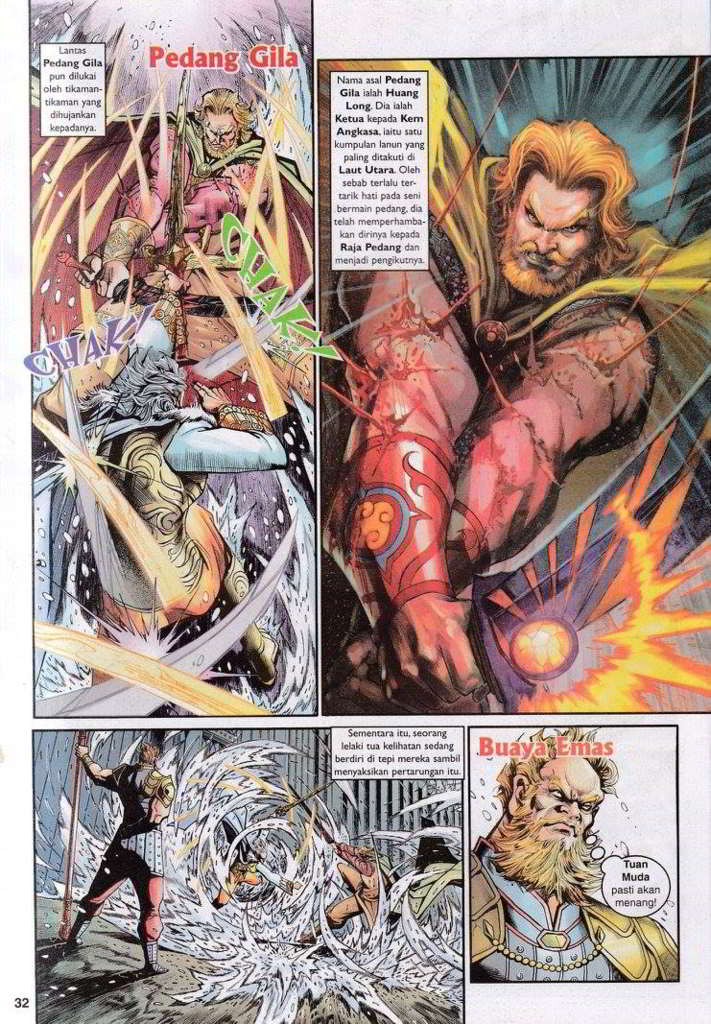 Lantas
Pedang Gila
pun dilukai
oleh tikaman-
tikaman yang
dihujankan
kepadanya.
Pedang Gila
CHAK!
CHAK!
Nama asal Pedang
Gila ialah Huang
Long. Dia ialah
Ketua kepada Kem
Angkasa, iaitu satu
kumpulan lanun yang
paling ditakuti di
Laut Utara. Oleh
sebab terlalu ter-
tarik hati pada seni
bermain pedang, dia
telah memperhamba-
kan dirinya kepada
Raja Pedang dan
menjadi pengikutnya.
Sementara itu, seorang
lelaki tua kelihatan sedang
berdiri di tepi mereka sambil
menyaksikan pertarungan itu.
Buaya Emas
Tuan
Muda
pasti akan
menang!
32